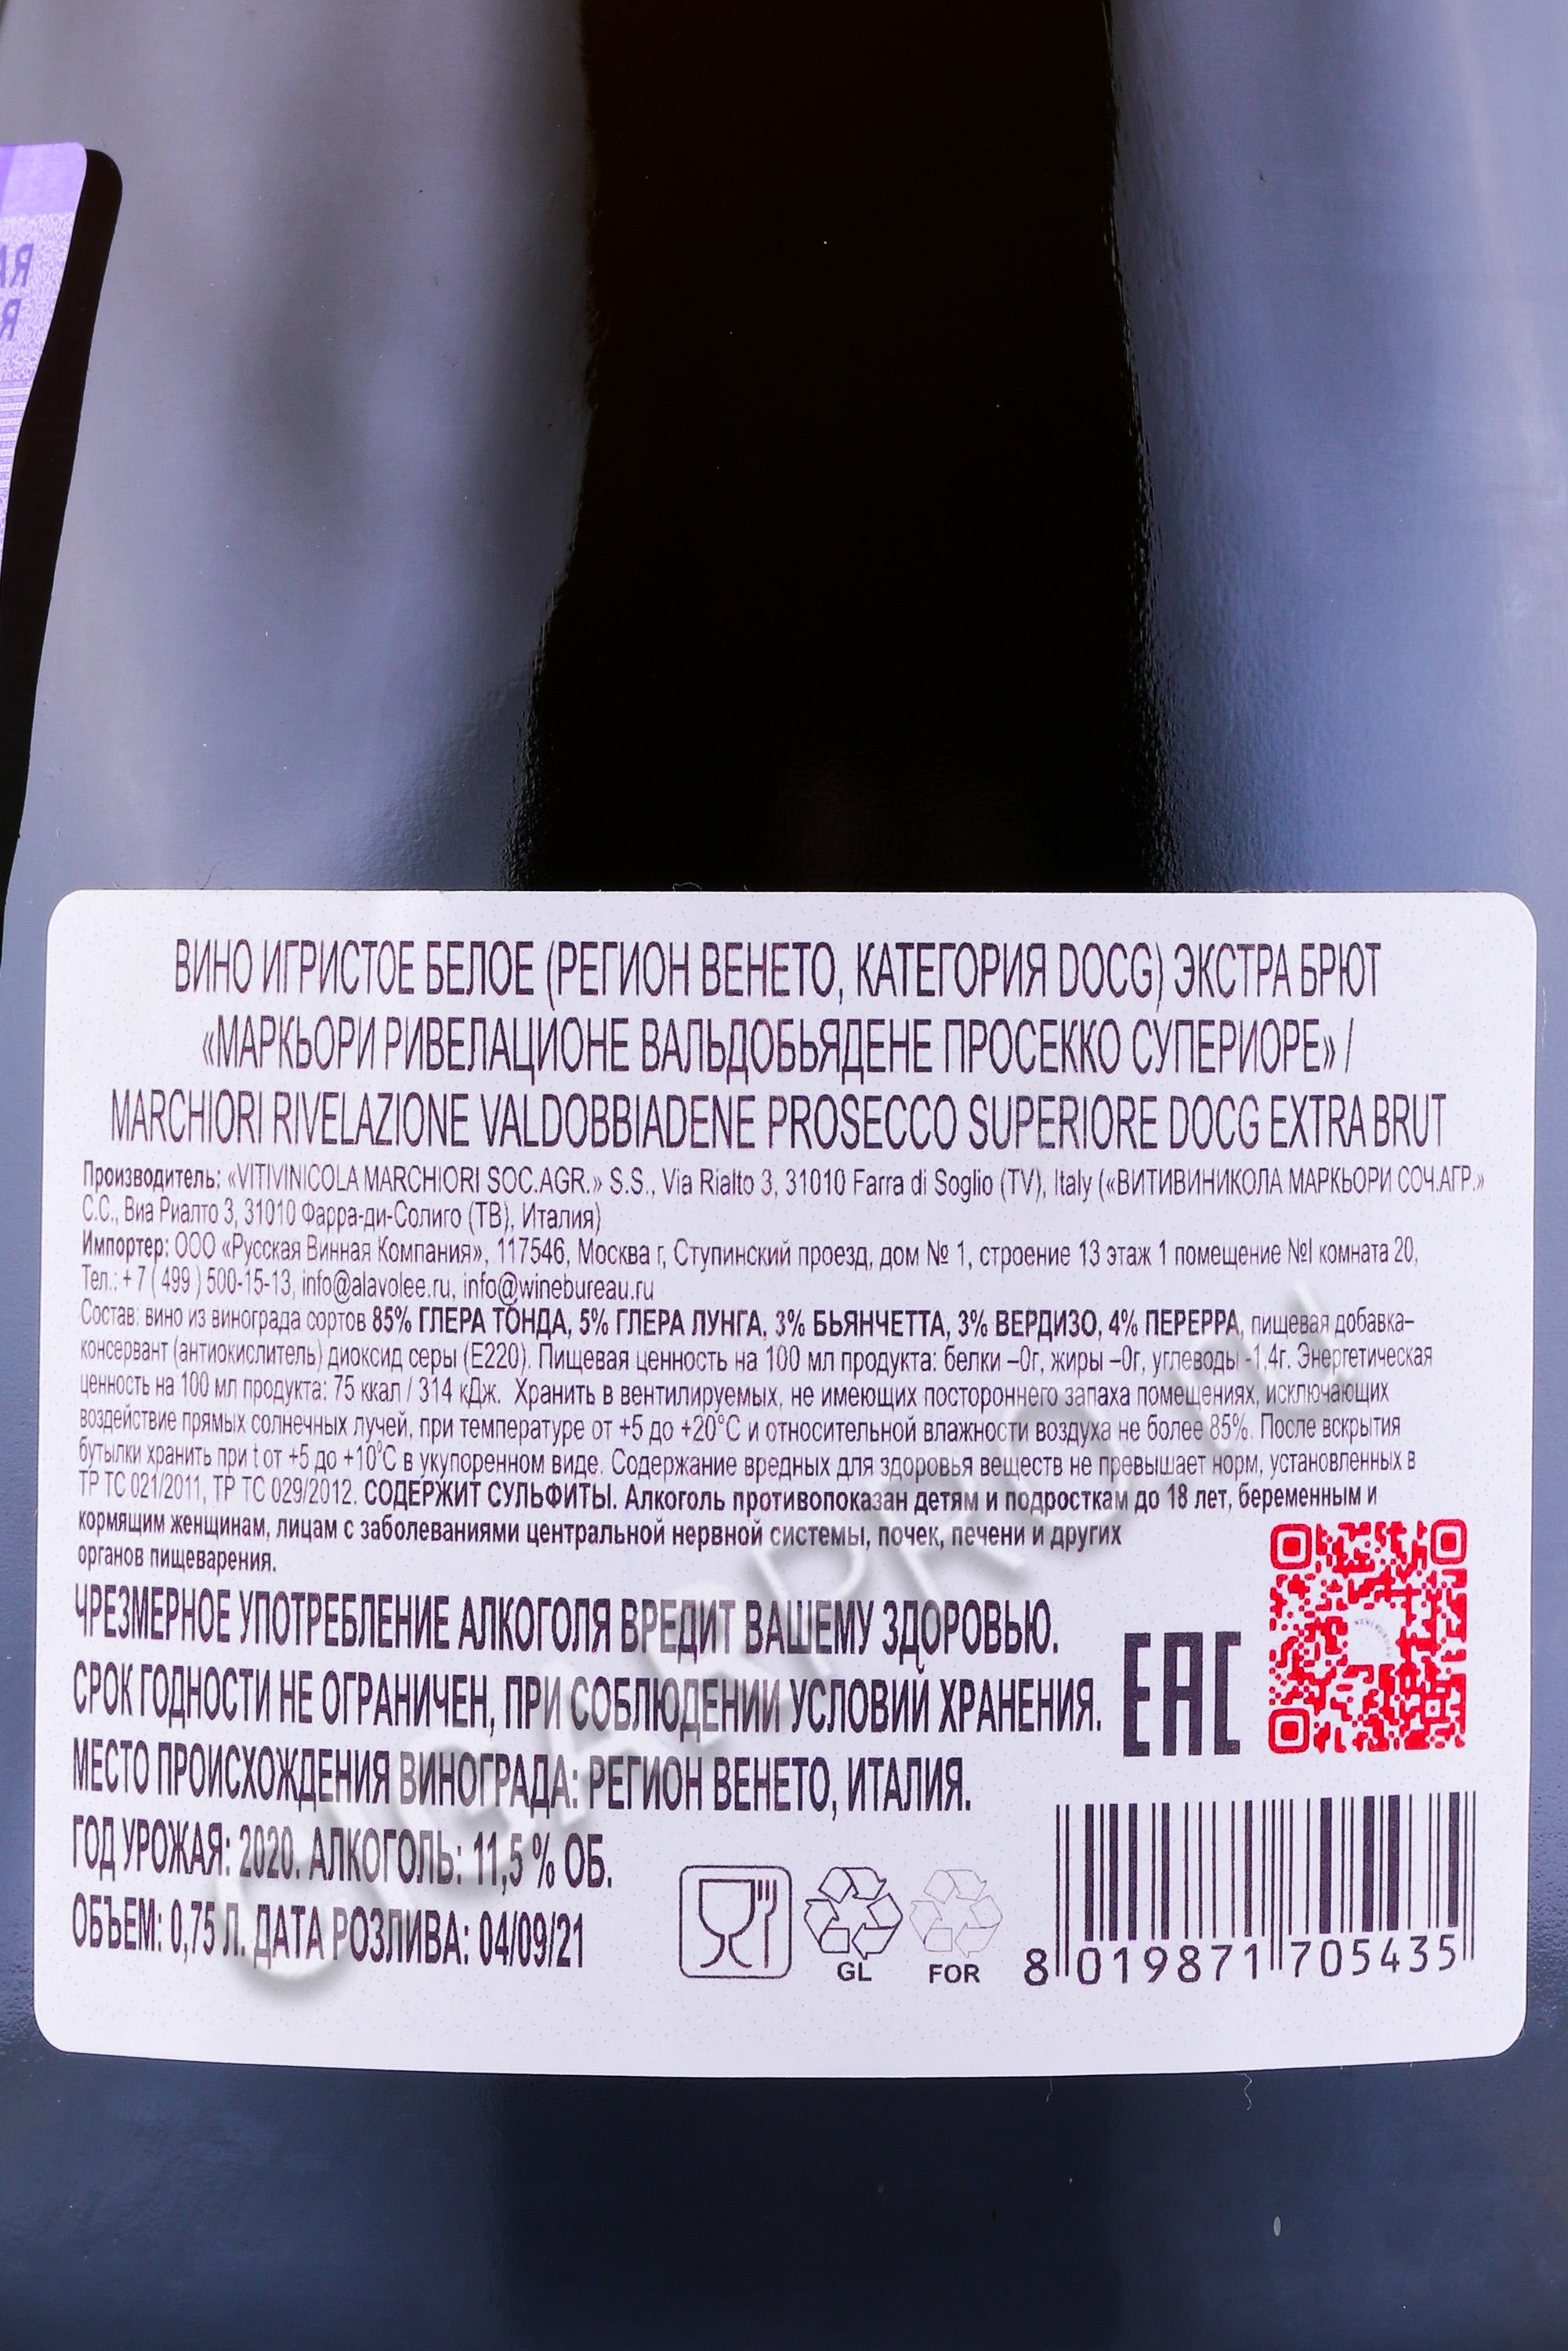 ВИНО ИГРИСТОЕ БЕЛОЕ (РЕГИОН ВЕНЕТО, КАТЕГОРИЯ DOCG) ЭКСТРА БРЮТ
«МАРКЬОРИ РИВЕЛАЦИОНЕ ВАЛЬДОБЬЯДЕНЕ ПРОСЕККО СУПЕРИОРЕ» /
MARCHIORI RIVELAZIONE VALDOBBIADENE PROSECCO SUPERIORE DOCG EXTRA BRUT
Производитель: «VITIVINICOLA MARCHIORI SOC.AGR.» S.S., Via Rialto 3, 31010 Farra di Soglio (TV), Italy («ВИТИВИНИКОЛА МАРКЬОРИ СОЧ.АГР.»
С.С., Виа Риалто 3, 31010 Фарра-ди-Солиго (ТВ), Италия)
Импортер: ООО «Русская Винная Компания», 117546, Москва г, Ступинский проезд, дом № 1, строение 13 этаж 1 помещение №I комната 20,
Тел.: + 7 ( 499 ) 500-15-13, info@alavolee.ru, info@winebureau.ru
Состав: вино из винограда сортов 85% ГЛЕРА ТОНДА, 5% ГЛЕРА ЛУНГА, 3% БЬЯНЧЕТТА, 3% ВЕРДИЗО, 4% ПЕРЕРРА, пищевая добавка–
консервант (антиокислитель) диоксид серы (Е220). Пищевая ценность на 100 мл продукта: белки –0г, жиры –0г, углеводы -1,4г. Энергетическая
ценность на 100 мл продукта: 75 ккал / 314 кДж. Хранить в вентилируемых, не имеющих постороннего запаха помещениях, исключающих
воздействие прямых солнечных лучей, при температуре от +5 до +20°С и относительной влажности воздуха не более 85%. После вскрытия
бутылки хранить при t от +5 до +10°С в укупоренном виде. Содержание вредных для здоровья веществ не превышает норм, установленных в
ТР ТС 021/2011, ТР ТС 029/2012. СОДЕРЖИТ СУЛЬФИТЫ. Алкоголь противопоказан детям и подросткам до 18 лет, беременным и
кормящим женщинам, лицам с заболеваниями центральной нервной системы, почек, печени и других
органов пищеварения.
ЧРЕЗМЕРНОЕ УПОТРЕБЛЕНИЕ АЛКОГОЛЯ ВРЕДИТ ВАШЕМУ ЗДОРОВЬЮ.
СРОК ГОДНОСТИ НЕ ОГРАНИЧЕН, ПРИ СОБЛЮДЕНИИ УСЛОВИЙ ХРАНЕНИЯ.
EAC
МЕСТО ПРОИСХОЖДЕНИЯ ВИНОГРАДА: РЕГИОН ВЕНЕТО, ИТАЛИЯ.
ГОД УРОЖАЯ: 2020. АЛКОГОЛЬ: 11,5 % ОБ.
ОБЪЕМ: 0,75 Л. ДАТА РОЗЛИВА: 04/09/21
GL
FOR
8 019871 705435
CIGARPRO.ru